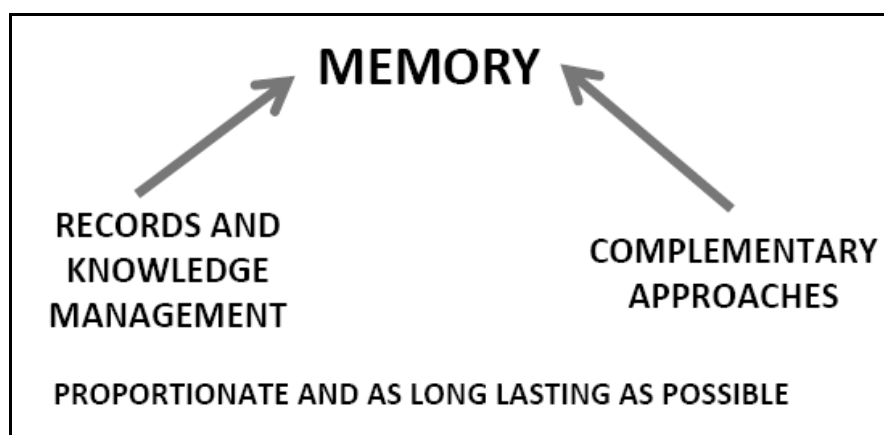 MEMORY
RECORDS AND
KNOWLEDGE
MANAGEMENT
COMPLEMENTARY
APPROACHES
PROPORTIONATE AND AS LONG LASTING AS POSSIBLE